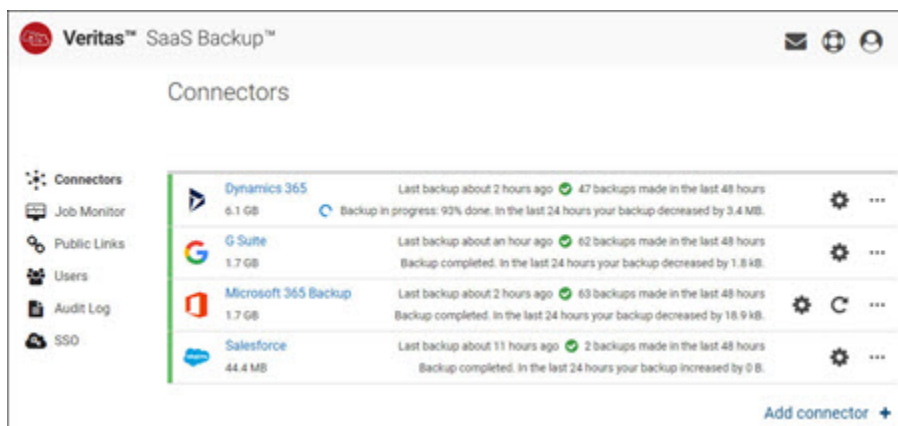 Veritas™ SaaS Backup™
Connectors
Connectors
Job Monitor
Public Links
Users
Audit Log
SSO
Dynamics 365
Last backup about 2 hours ago 47 backups made in the last 48 hours
6.1 GB
Backup in progress: 93% done. In the last 24 hours your backup decreased by 3.4 MB.
G Suite
Last backup about an hour ago 62 backups made in the last 48 hours
1.7 GB
Backup completed. In the last 24 hours your backup decreased by 1.8 kB.
Microsoft 365 Backup
Last backup about 2 hours ago 63 backups made in the last 48 hours
1.7 GB
Backup completed. In the last 24 hours your backup decreased by 18.9 kB.
Salesforce
Last backup about 11 hours ago 2 backups made in the last 48 hours
44.4 MB
Backup completed. In the last 24 hours your backup increased by 0 B.
Add connector +